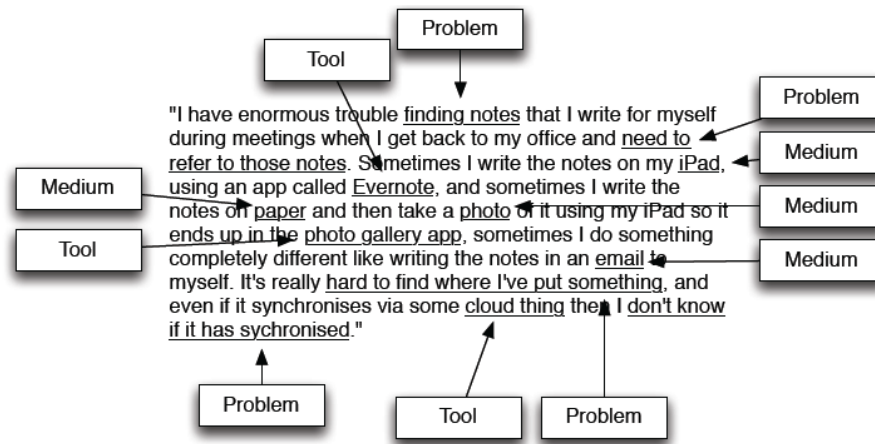 Problem
Tool
"I have enormous trouble finding notes that I write for myself
Problem
during meetings when I get back to my office and need to
refer to those notes. Sometimes I write the notes on my iPad,
Medium
using an app called Evernote, and sometimes I write the
Medium
notes on paper and then take a photo of it using my iPad so it
Medium
Tool
ends up in the photo gallery app, sometimes I do something
completely different like writing the notes in an email to
Medium
myself. It's really hard to find where I've put something, and
even if it synchronises via some cloud thing then I don't know
if it has sychronised."
Problem
Tool
Problem